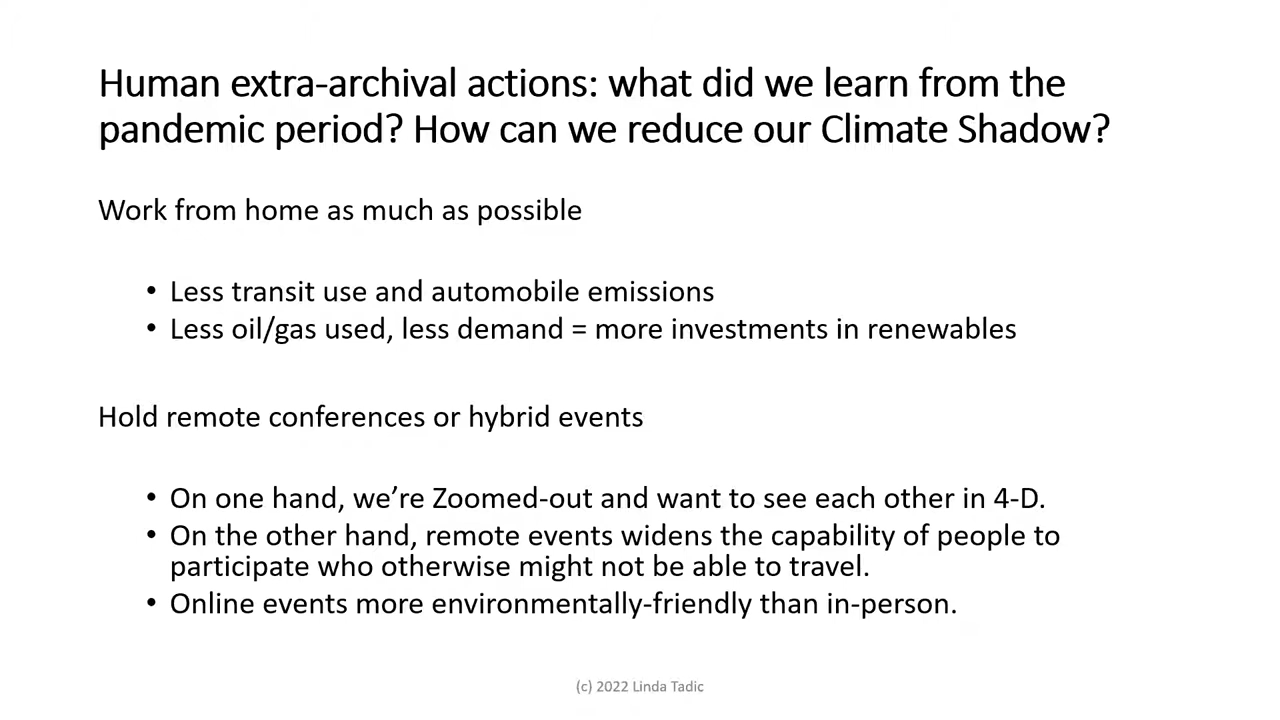 Human extra-archival actions: what did we learn from the
pandemic period? How can we reduce our Climate Shadow?
Work from home as much as possible
• Less transit use and automobile emissions
• Less oil/gas used, less demand = more investments in renewables
Hold remote conferences or hybrid events
• On one hand, we’re Zoomed-out and want to see each other in 4-D.
• On the other hand, remote events widens the capability of people to
participate who otherwise might not be able to travel.
• Online events more environmentally-friendly than in-person.
(c) 2022 Linda Tadic